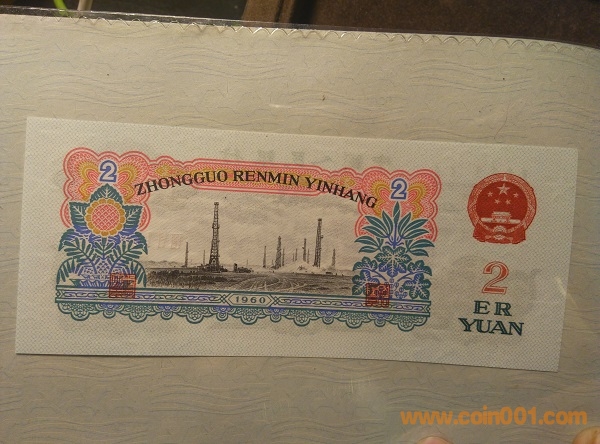 2
2
ZHONGGUO RENMIN YINHANG
1960
2
ER
YUAN
www.coin001.com